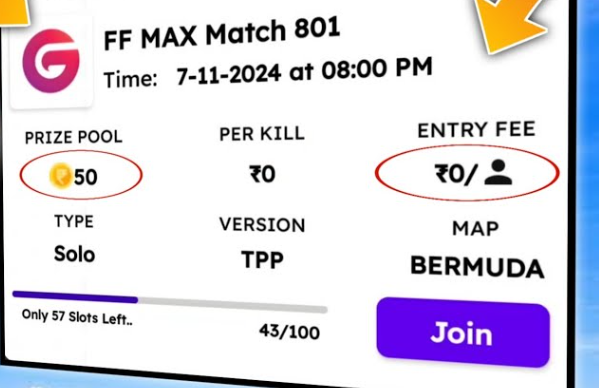 FF MAX Match 801
Time: 7-11-2024 at 08:00 PM
PRIZE POOL PER KILL ENTRY FEE
50 ₹0 ₹0/
TYPE VERSION MAP
Solo TPP BERMUDA
Only 57 Slots Left.. 43/100 Join